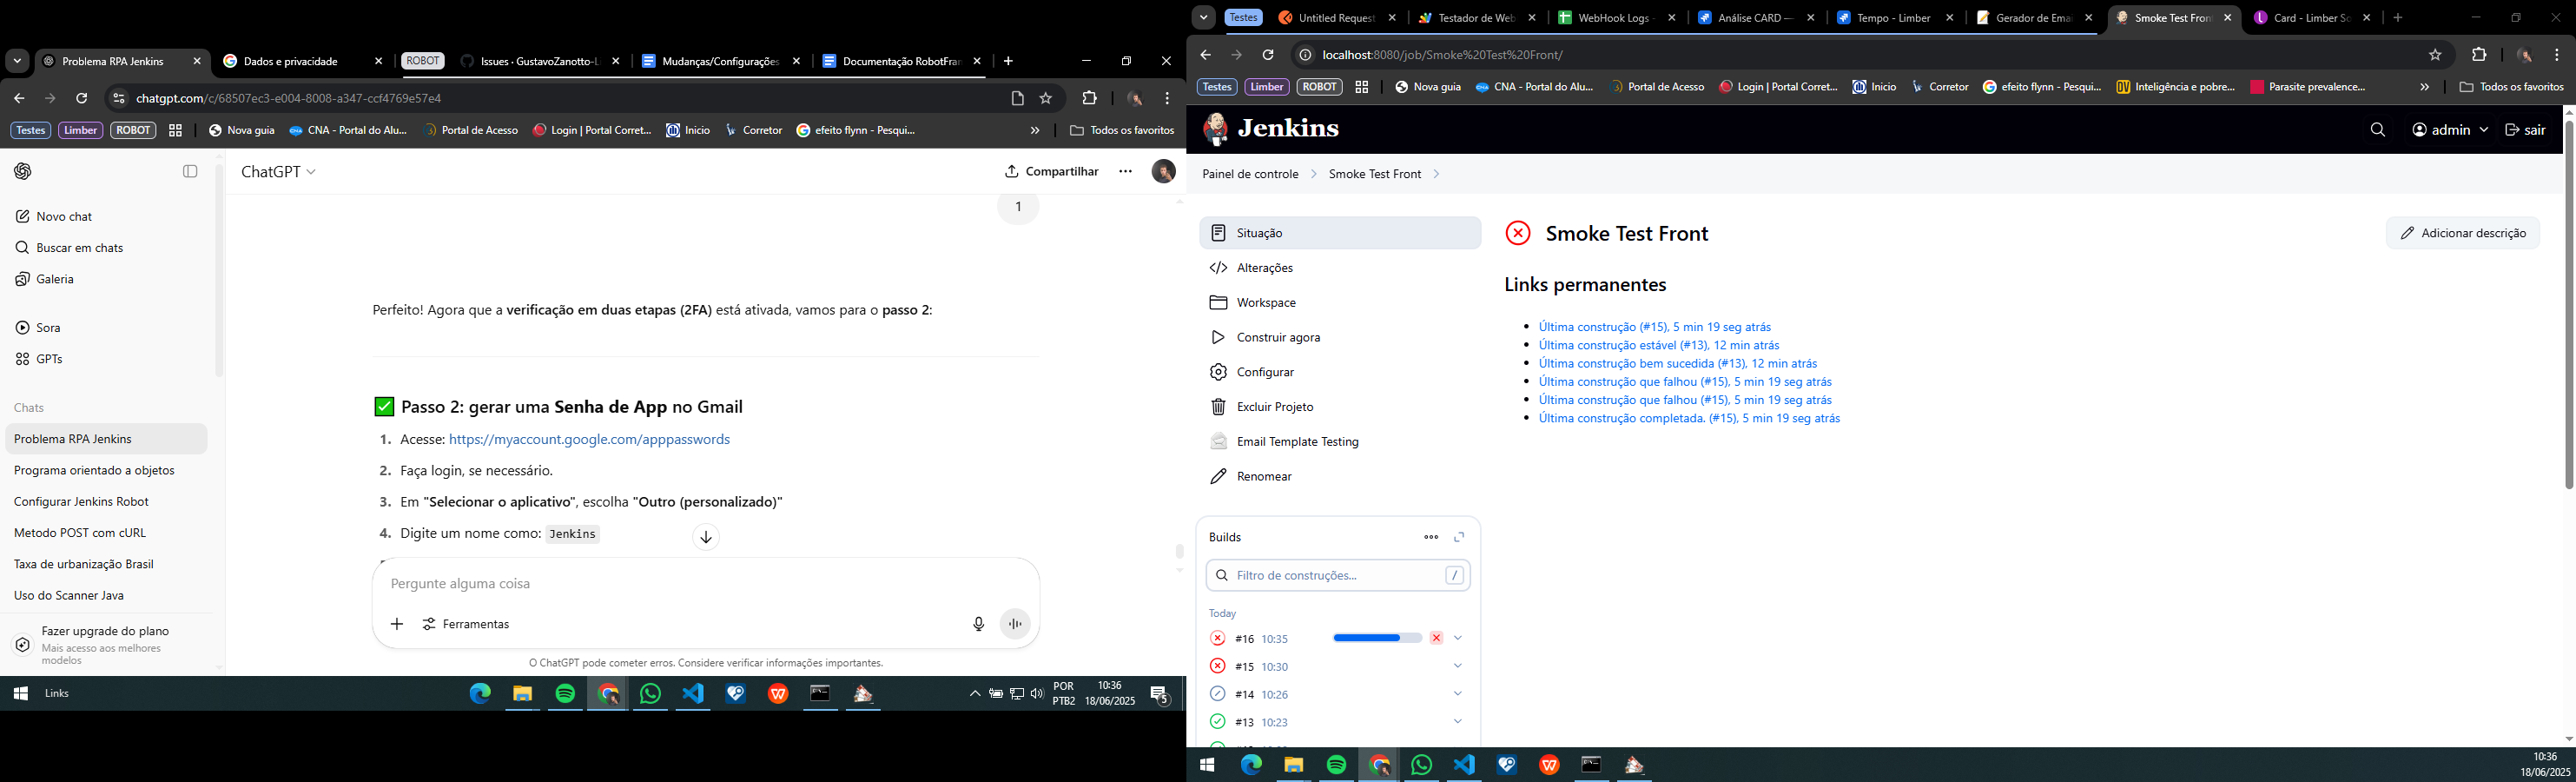 Problema RPA Jenkins
Dados e privacidade
ROBOT
Issues · GustavoZanotto-L
Mudanças/Configurações
Documentação RobotFran
chatgpt.com/c/68507ec3-e004-8008-a347-ccf4769e57e4
Testes
Limber
ROBOT
Nova guia
CNA - Portal do Alu...
Portal de Acesso
Login | Portal Corret...
Inicio
Corretor
efeito flynn - Pesqui...
»
Todos os favoritos
ChatGPT
Compartilhar
Novo chat
Buscar em chats
Galeria
Sora
GPTs
Chats
Problema RPA Jenkins
Programa orientado a objetos
Configurar Jenkins Robot
Metodo POST com cURL
Taxa de urbanização Brasil
Uso do Scanner Java
Fazer upgrade do plano
Mais acesso aos melhores
modelos
1
Perfeito! Agora que a verificação em duas etapas (2FA) está ativada, vamos para o passo 2:
Passo 2: gerar uma Senha de App no Gmail
1. Acesse: https://myaccount.google.com/apppasswords
2. Faça login, se necessário.
3. Em "Selecionar o aplicativo", escolha "Outro (personalizado)"
4. Digite um nome como: Jenkins
Pergunte alguma coisa
Ferramentas
O ChatGPT pode cometer erros. Considere verificar informações importantes.
Links
POR
PTB2
10:36
18/06/2025
5
Testes
Untitled Request
Testador de Web
WebHook Logs -
Análise CARD —
Tempo - Limber
Gerador de Emai
Smoke Test Fron
Card - Limber So
localhost:8080/job/Smoke%20Test%20Front/
Testes
Limber
ROBOT
Nova guia
CNA - Portal do Alu...
Portal de Acesso
Login | Portal Corret...
Inicio
Corretor
efeito flynn - Pesqui...
Inteligência e pobre...
Parasite prevalence...
»
Todos os favoritos
Jenkins
admin
sair
Painel de controle
Smoke Test Front
Situação
Alterações
Workspace
Construir agora
Configurar
Excluir Projeto
Email Template Testing
Renomear
Smoke Test Front
Adicionar descrição
Links permanentes
Última construção (#15), 5 min 19 seg atrás
Última construção estável (#13), 12 min atrás
Última construção bem sucedida (#13), 12 min atrás
Última construção que falhou (#15), 5 min 19 seg atrás
Última construção que falhou (#15), 5 min 19 seg atrás
Última construção completada. (#15), 5 min 19 seg atrás
Builds
Filtro de construções...
/
Today
#16 10:35
#15 10:30
#14 10:26
#13 10:23
10:36
18/06/2025